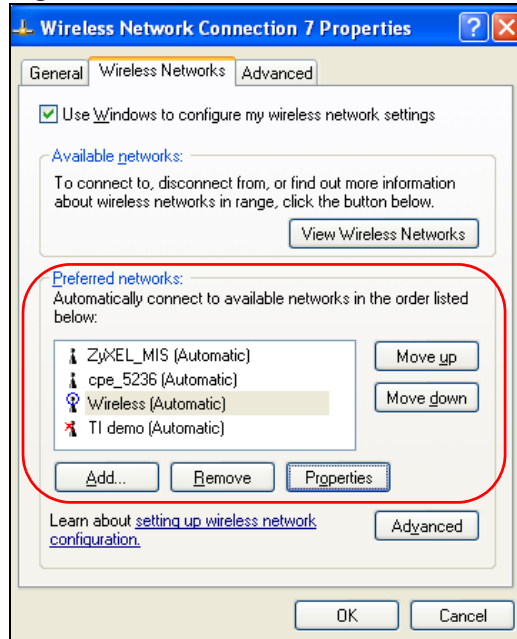 Wireless Network Connection 7 Properties
General Wireless Networks Advanced
Use Windows to configure my wireless network settings
Available networks:
To connect to, disconnect from, or find out more information
about wireless networks in range, click the button below.
View Wireless Networks
Preferred networks:
Automatically connect to available networks in the order listed
below:
ZyXEL_MIS (Automatic)
cpe_5236 (Automatic)
Wireless (Automatic)
TI demo (Automatic)
Move up
Move down
Add... Remove Properties
Learn about setting up wireless network
configuration.
Advanced
OK Cancel